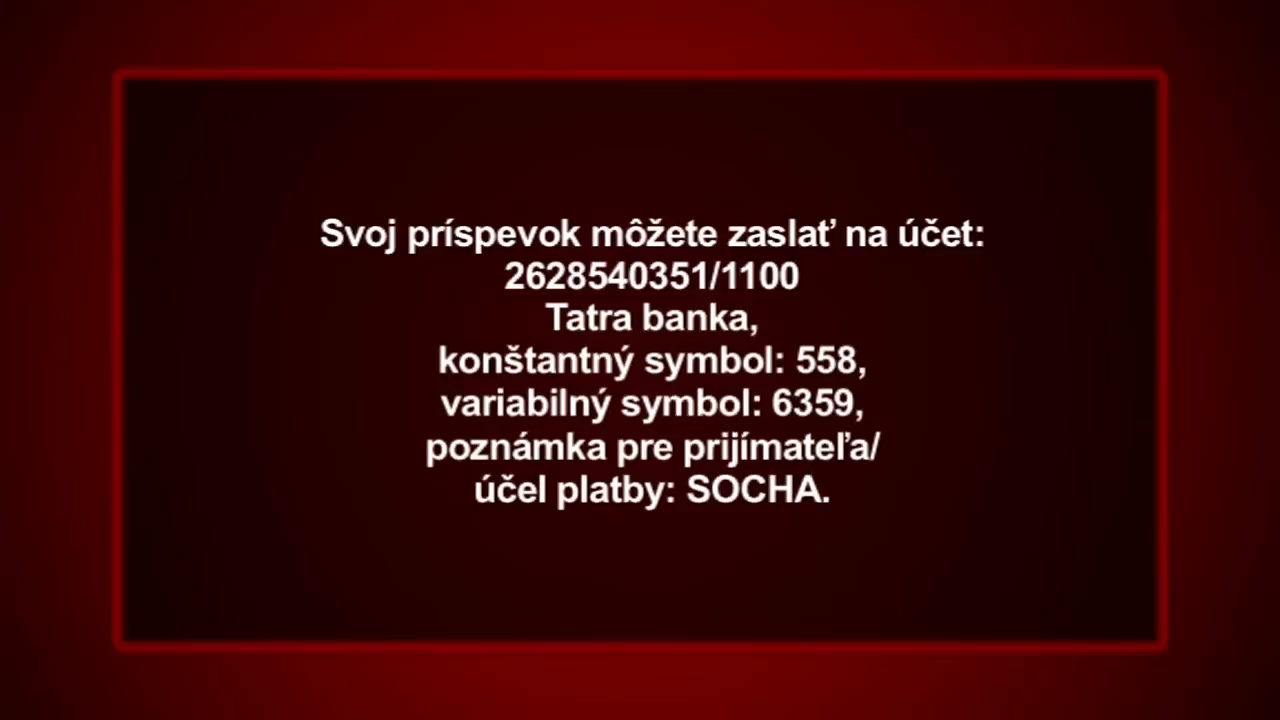 Svoj príspevok môžete zaslať na účet:
2628540351/1100
Tatra banka,
konštantný symbol: 558,
variabilný symbol: 6359,
poznámka pre prijímateľa/
účel platby: SOCHA.